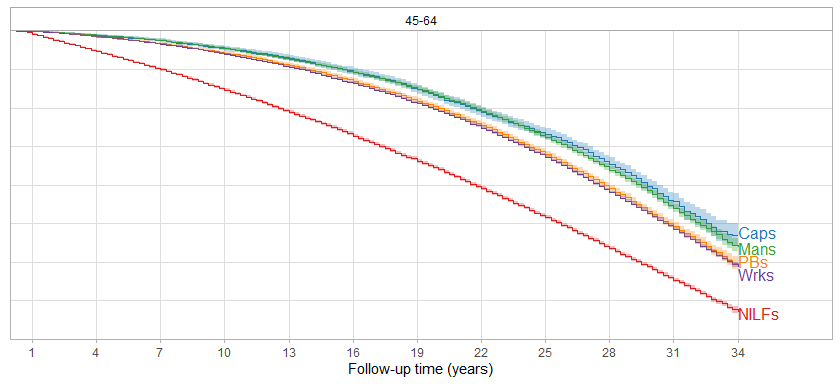 45-64
Caps
Mans
PBs
Wrks
NILFs
1 4 7 10 13 16 19 22 25 28 31 34
Follow-up time (years)